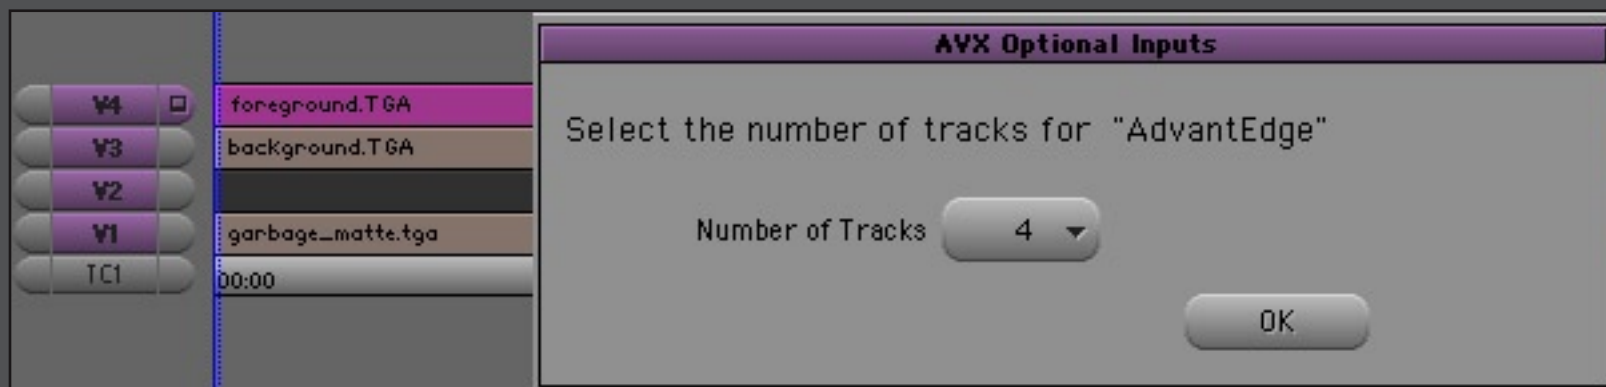 V4 foreground.TGA
V3 background.TGA
V2
V1 garbage_matte.tga
TC1 00:00
AVX Optional Inputs
Select the number of tracks for "AdvantEdge"
Number of Tracks 4
OK